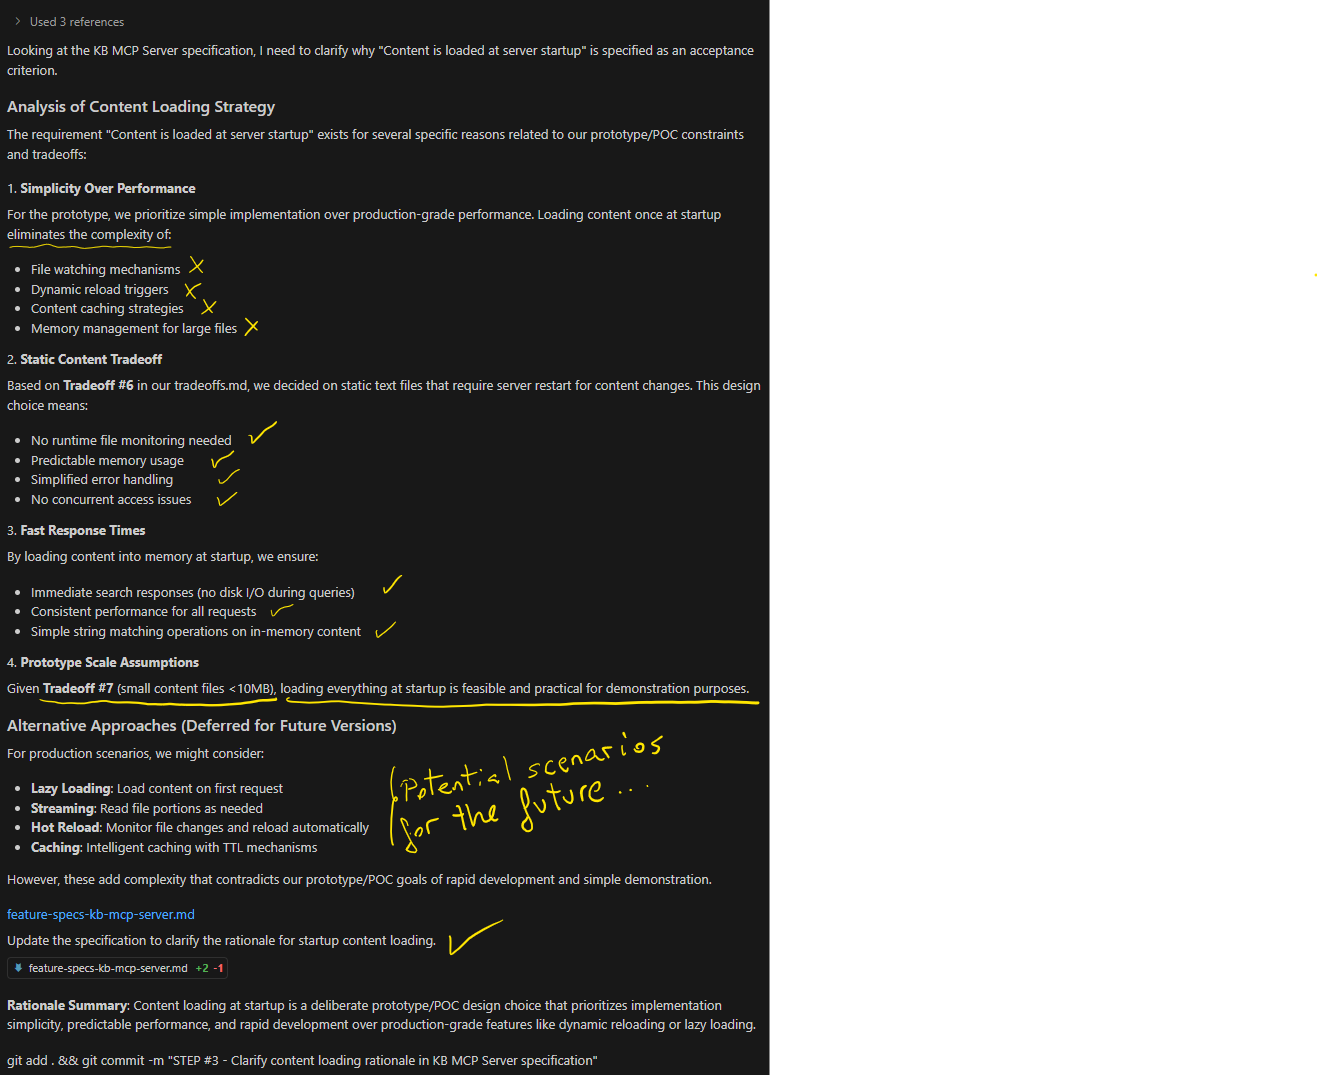 Used 3 references
Looking at the KB MCP Server specification, I need to clarify why "Content is loaded at server startup" is specified as an acceptance
criterion.
Analysis of Content Loading Strategy
The requirement "Content is loaded at server startup" exists for several specific reasons related to our prototype/POC constraints
and tradeoffs:
1. Simplicity Over Performance
For the prototype, we prioritize simple implementation over production-grade performance. Loading content once at startup
eliminates the complexity of:
• File watching mechanisms
• Dynamic reload triggers
• Content caching strategies
• Memory management for large files
2. Static Content Tradeoff
Based on Tradeoff #6 in our tradeoffs.md, we decided on static text files that require server restart for content changes. This design
choice means:
• No runtime file monitoring needed
• Predictable memory usage
• Simplified error handling
• No concurrent access issues
3. Fast Response Times
By loading content into memory at startup, we ensure:
• Immediate search responses (no disk I/O during queries)
• Consistent performance for all requests
• Simple string matching operations on in-memory content
4. Prototype Scale Assumptions
Given Tradeoff #7 (small content files <10MB), loading everything at startup is feasible and practical for demonstration purposes.
Alternative Approaches (Deferred for Future Versions)
For production scenarios, we might consider:
• Lazy Loading: Load content on first request
• Streaming: Read file portions as needed
• Hot Reload: Monitor file changes and reload automatically
• Caching: Intelligent caching with TTL mechanisms
Potential scenarios
for the future...
However, these add complexity that contradicts our prototype/POC goals of rapid development and simple demonstration.
feature-specs-kb-mcp-server.md
Update the specification to clarify the rationale for startup content loading.
feature-specs-kb-mcp-server.md +2 -1
Rationale Summary: Content loading at startup is a deliberate prototype/POC design choice that prioritizes implementation
simplicity, predictable performance, and rapid development over production-grade features like dynamic reloading or lazy loading.
git add . && git commit -m "STEP #3 - Clarify content loading rationale in KB MCP Server specification"